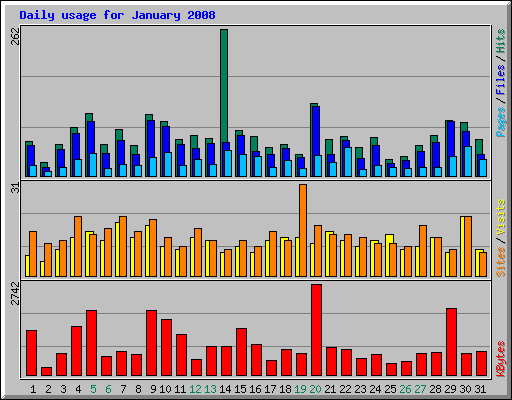 Daily usage for January 2008
262
Pages / Files / Hits
31
Sites / Visits
2742
KBytes
1 2 3 4 5 6 7 8 9 10 11 12 13 14 15 16 17 18 19 20 21 22 23 24 25 26 27 28 29 30 31